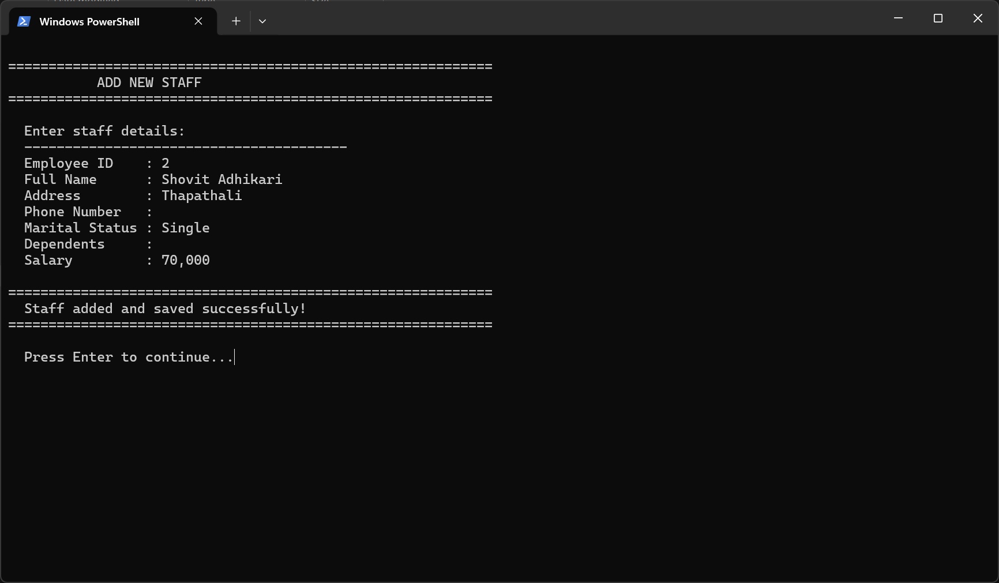 Windows PowerShell
============================================================
ADD NEW STAFF
============================================================
Enter staff details:
----------------------------------------
Employee ID    : 2
Full Name      : Shovit Adhikari
Address        : Thapathali
Phone Number   :
Marital Status : Single
Dependents     :
Salary         : 70,000
============================================================
Staff added and saved successfully!
============================================================
Press Enter to continue...